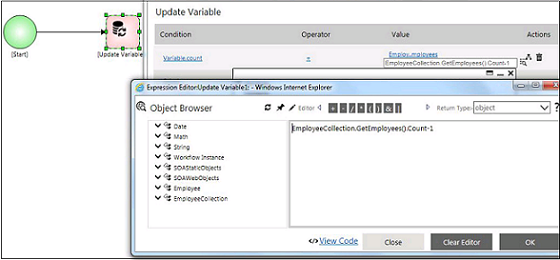 Update Variable
[Start]
[Update Variable
Condition Operator Value Actions
Variable.count = Employ.mployees
EmployeeCollection.GetEmployees().Count-1
Expression Editor:Update Variable1: - Windows Internet Explorer
Object Browser
Editor
+ - / * ( ) & |
Return Type: object
?
Date
Math
String
Workflow Instance
SOAStaticObjects
SOAWebObjects
Employee
EmployeeCollection
EmployeeCollection.GetEmployees().Count-1
</> View Code
Close
Clear Editor
OK